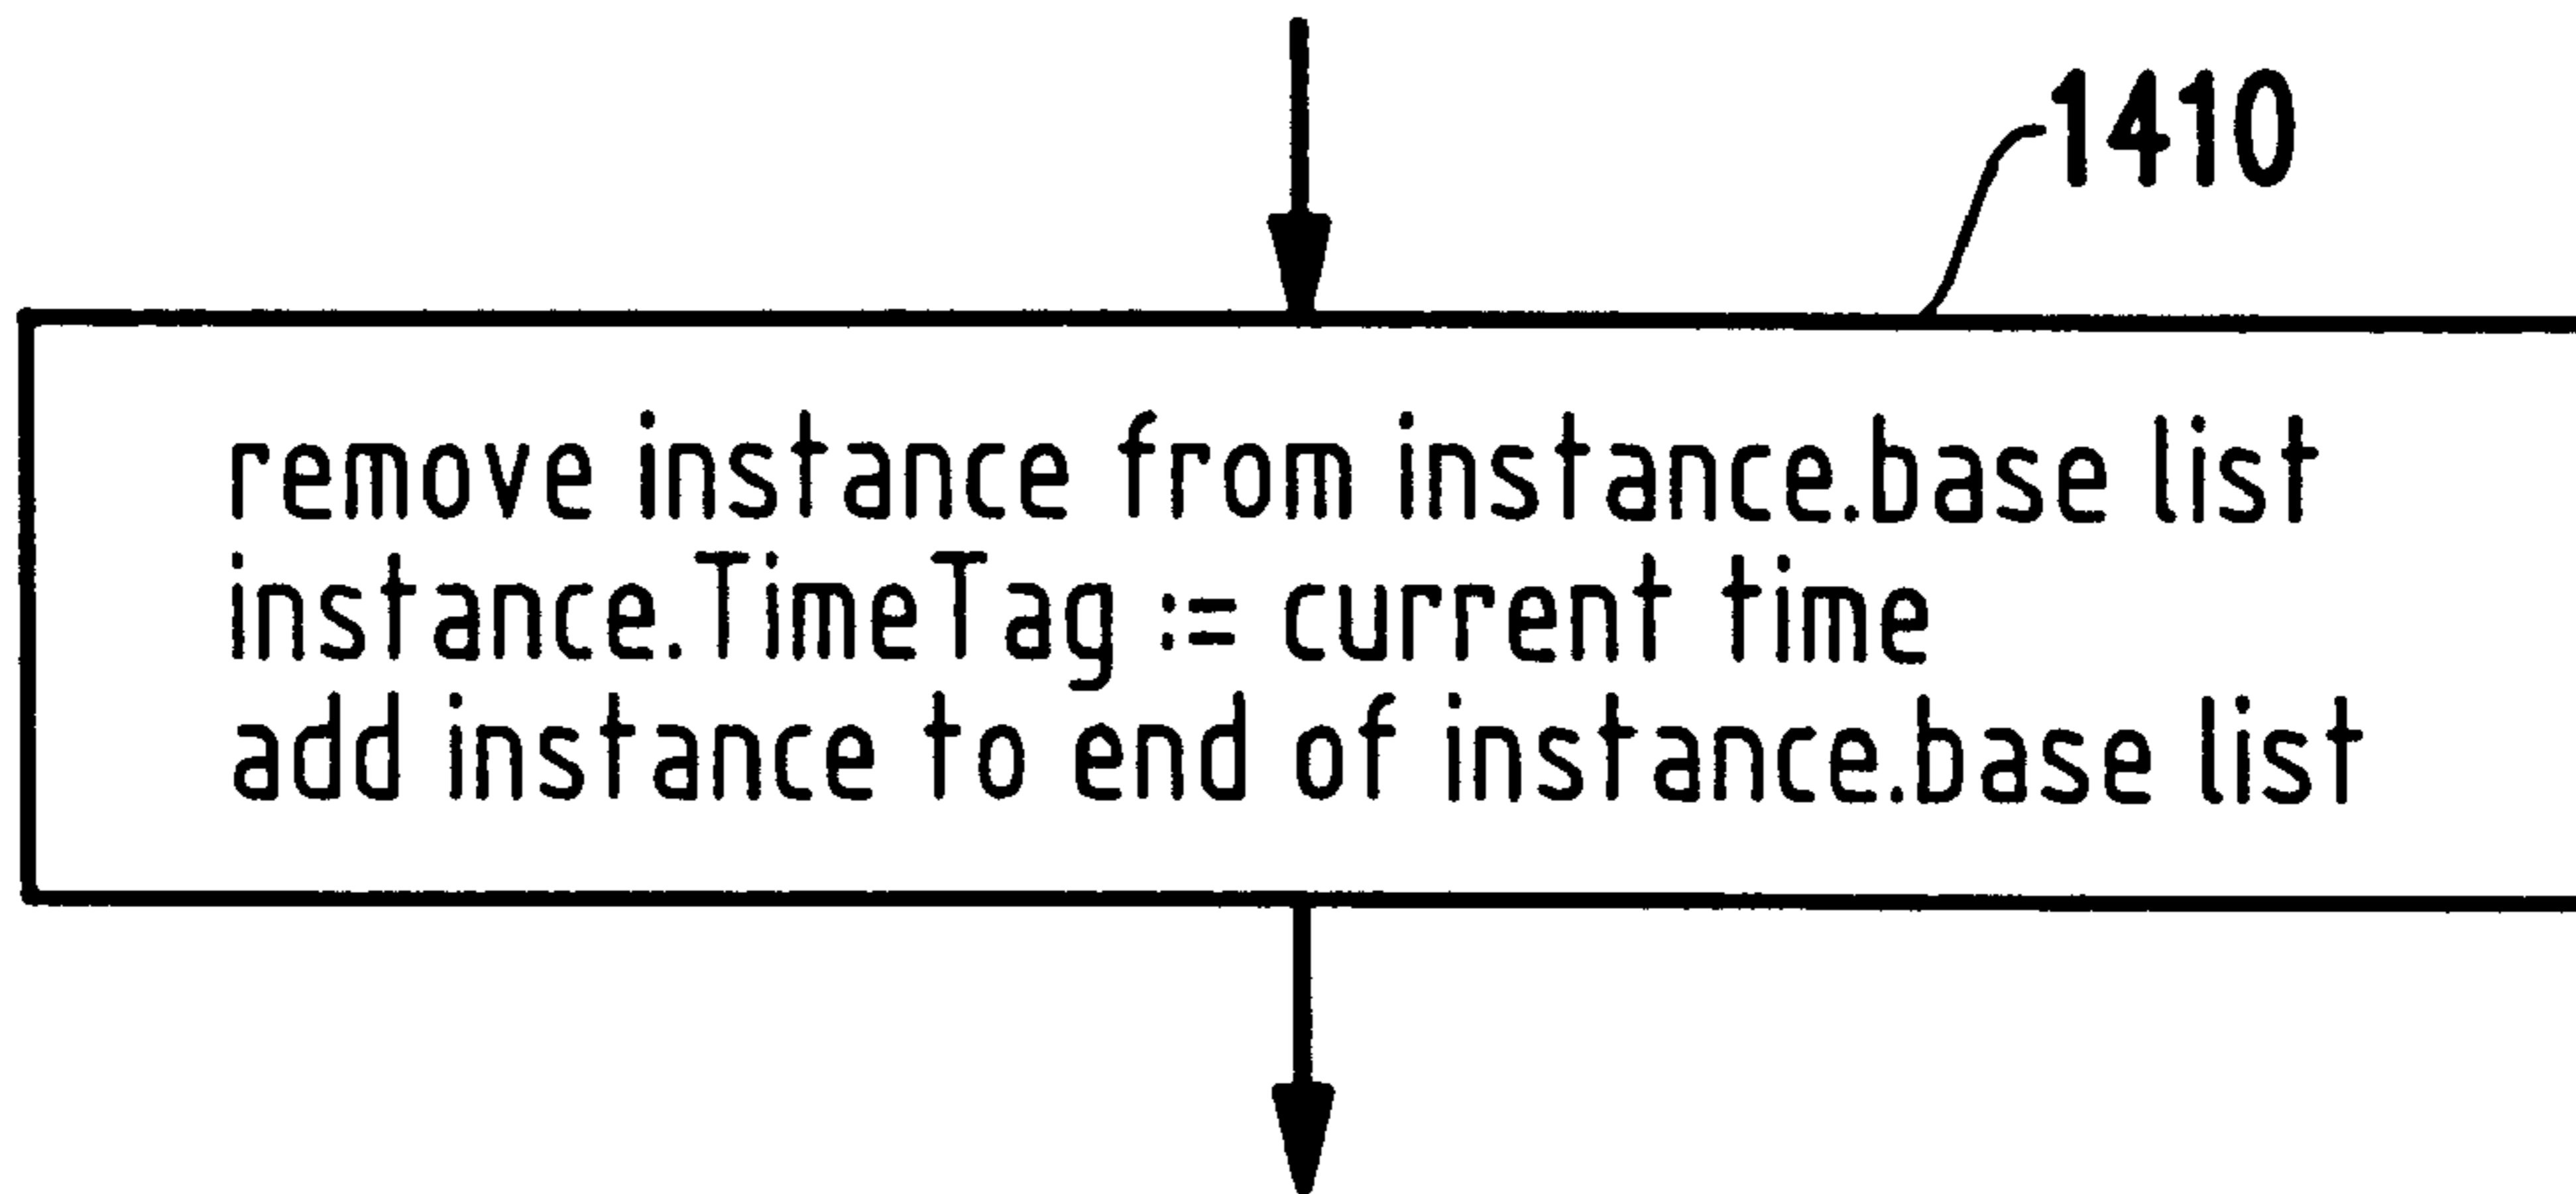 1410
remove instance from instance.base list
instance.TimeTag := current time
add instance to end of instance.base list